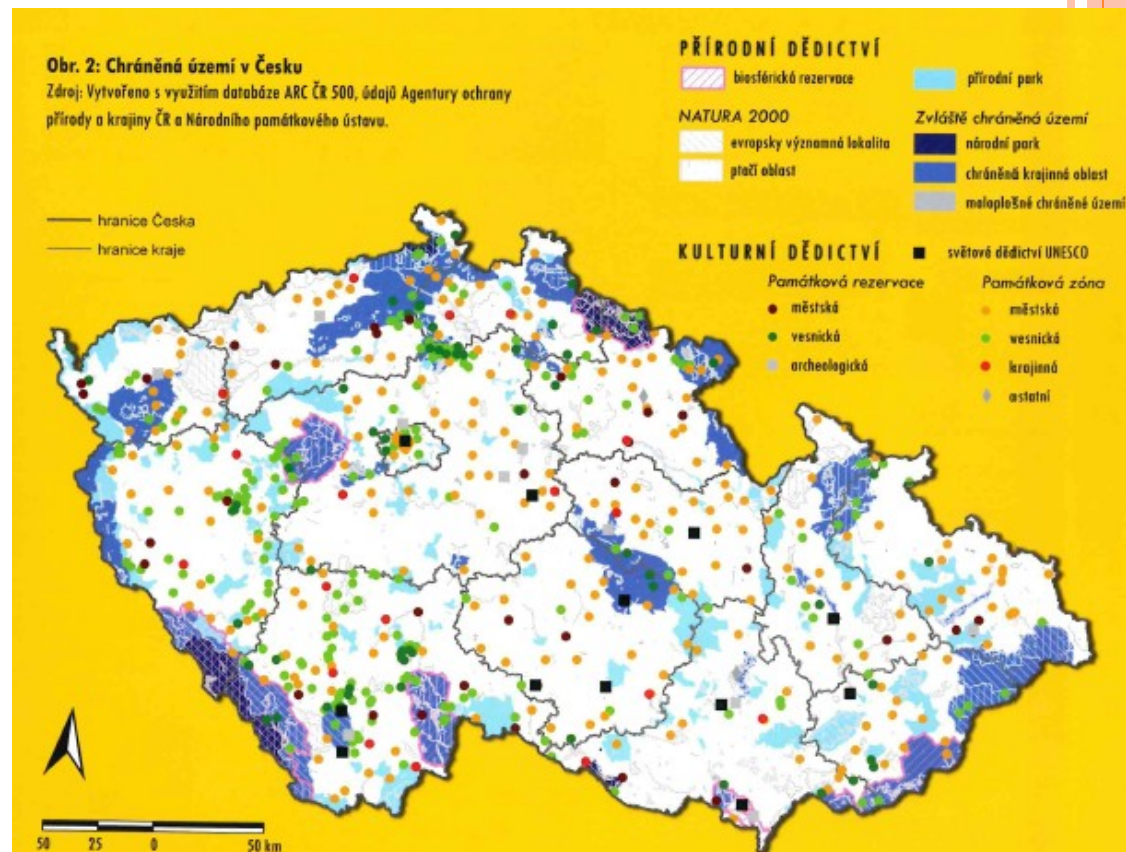 Obr. 2: Chráněná území v Česku
Zdroj: Vytvořeno s využitím databáze ARC ČR 500, údajů Agentury ochrany
přírody a krajiny ČR a Národního památkového ústavu.
hranice Česka
hranice kraje
PŘÍRODNÍ DĚDICTVÍ
biosférická rezervace
přírodní park
NATURA 2000
Zvláště chráněná území
evropsky významná lokalita
národní park
ptačí oblast
chráněná krajinná oblast
maloplošné chráněné území
KULTURNÍ DĚDICTVÍ
světové dědictví UNESCO
Památková rezervace
Památková zóna
městská
městská
vesnická
wesnická
archeologická
krajinná
ostatní
50 25 0 50 km